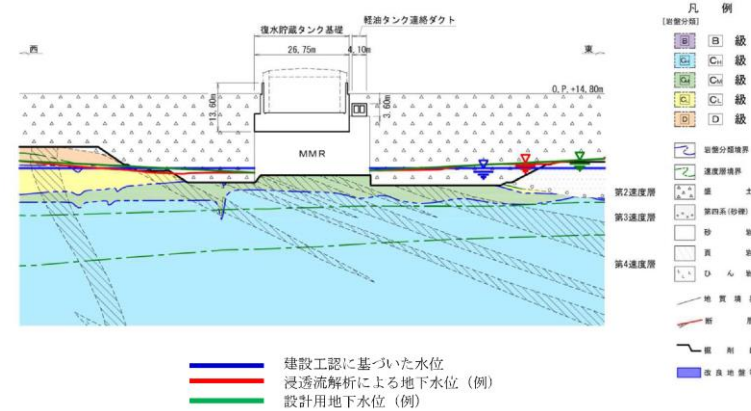 復水貯蔵タンク基礎
軽油タンク連絡ダクト
26.75m
4.10m
西
東
O.P.+14.80m
13.60m
3.60m
MMR
第2速度層
第3速度層
第4速度層
建設工認に基づいた水位
浸透流解析による地下水位(例)
設計用地下水位(例)
凡 例
[岩盤分類]
B B 級
CH CH 級
CM CM 級
CL CL 級
D D 級
岩盤分類境界
速度層境界
盛 土
第四系(砂礫)
砂 岩
頁 岩
ひ ん 岩
地 質 境
断 層
掘 削
改 良 地 盤